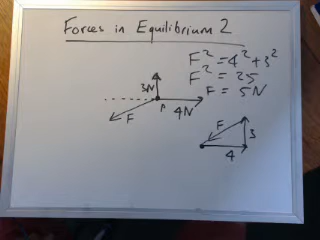 Forces in Equilibrium 2
F² = 4² + 3²
F² = 25
F = 5N
3N
4N
F
P
F
3
4